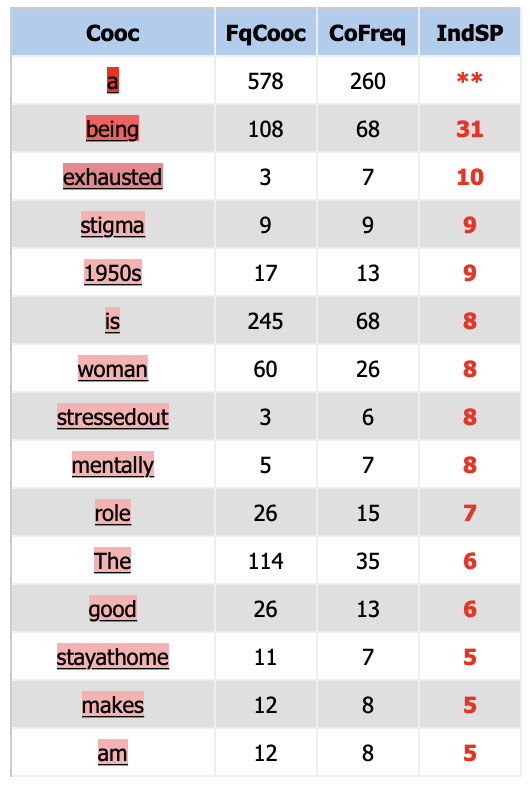 Cooc FqCooc CoFreq IndSP
a 578 260 **
being 108 68 31
exhausted 3 7 10
stigma 9 9 9
1950s 17 13 9
is 245 68 8
woman 60 26 8
stressedout 3 6 8
mentally 5 7 8
role 26 15 7
The 114 35 6
good 26 13 6
stayathome 11 7 5
makes 12 8 5
am 12 8 5